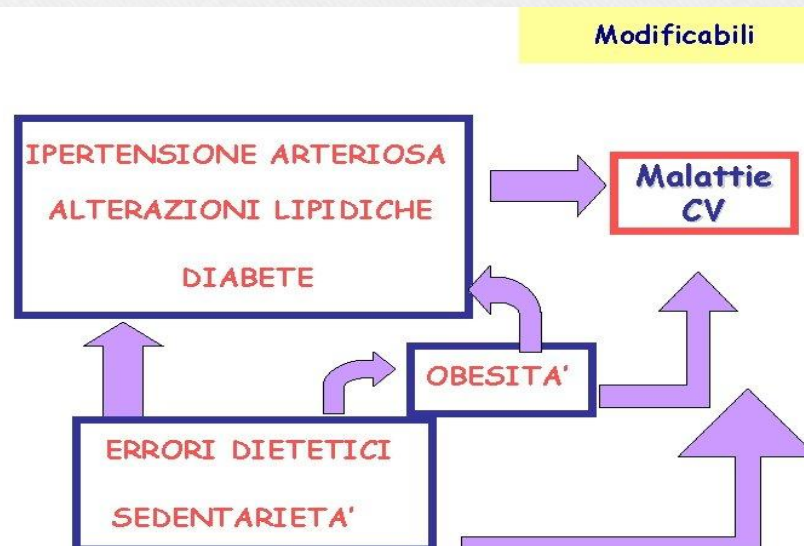 Modificabili
IPERTENSIONE ARTERIOSA
ALTERAZIONI LIPIDICHE
DIABETE
Malattie
CV
OBESITA'
ERRORI DIETETICI
SEDENTARIETA'